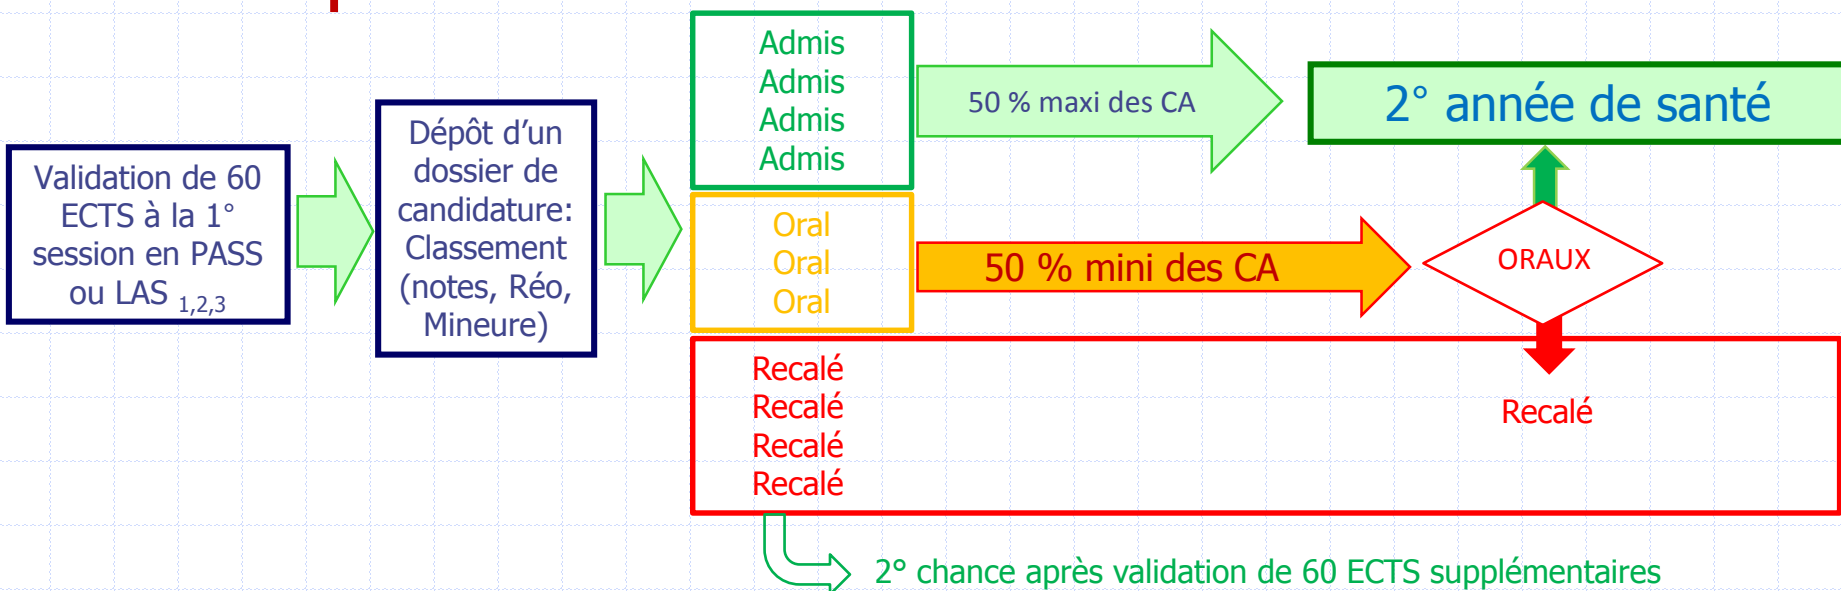 Validation de 60
ECTS à la 1°
session en PASS
ou LAS 1,2,3
Dépôt d’un
dossier de
candidature:
Classement
(notes, Réo,
Mineure)
Admis
Admis
Admis
Admis
50 % maxi des CA
2° année de santé
Oral
Oral
Oral
50 % mini des CA
ORAUX
Recalé
Recalé
Recalé
Recalé
Recalé
2° chance après validation de 60 ECTS supplémentaires